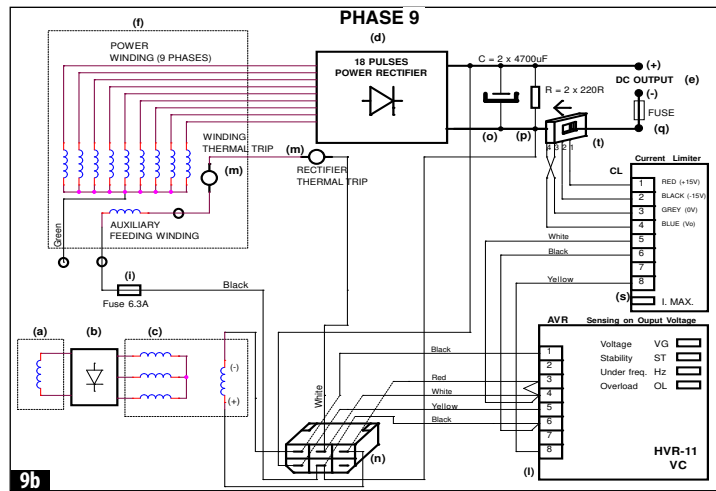 PHASE 9
(f)
POWER
WINDING (9 PHASES)
(d)
18 PULSES
POWER RECTIFIER
C = 2 x 4700uF
(+)
DC OUTPUT
(e)
(-)
R = 2 x 220R
FUSE
(o)
(p)
(q)
(t)
4 3 2 1
WINDING
THERMAL TRIP
(m)
(m)
RECTIFIER
THERMAL TRIP
Current Limiter
CL
1 RED (+15V)
2 BLACK (-15V)
3 GREY (0V)
4 BLUE (Vo)
White 5
Black 6
7
Yellow 8
(s) I. MAX.
AUXILIARY
FEEDING WINDING
Green
(i)
Fuse 6.3A
Black
AVR Sensing on Ouput Voltage
(a)
(b)
(c)
(-)
(+)
White
Black 1
2
Red 3
White 4
Yellow 5
Black 6
7
8
Voltage VG
Stability ST
Under freq. Hz
Overload OL
(n)
(l)
HVR-11
VC
9b